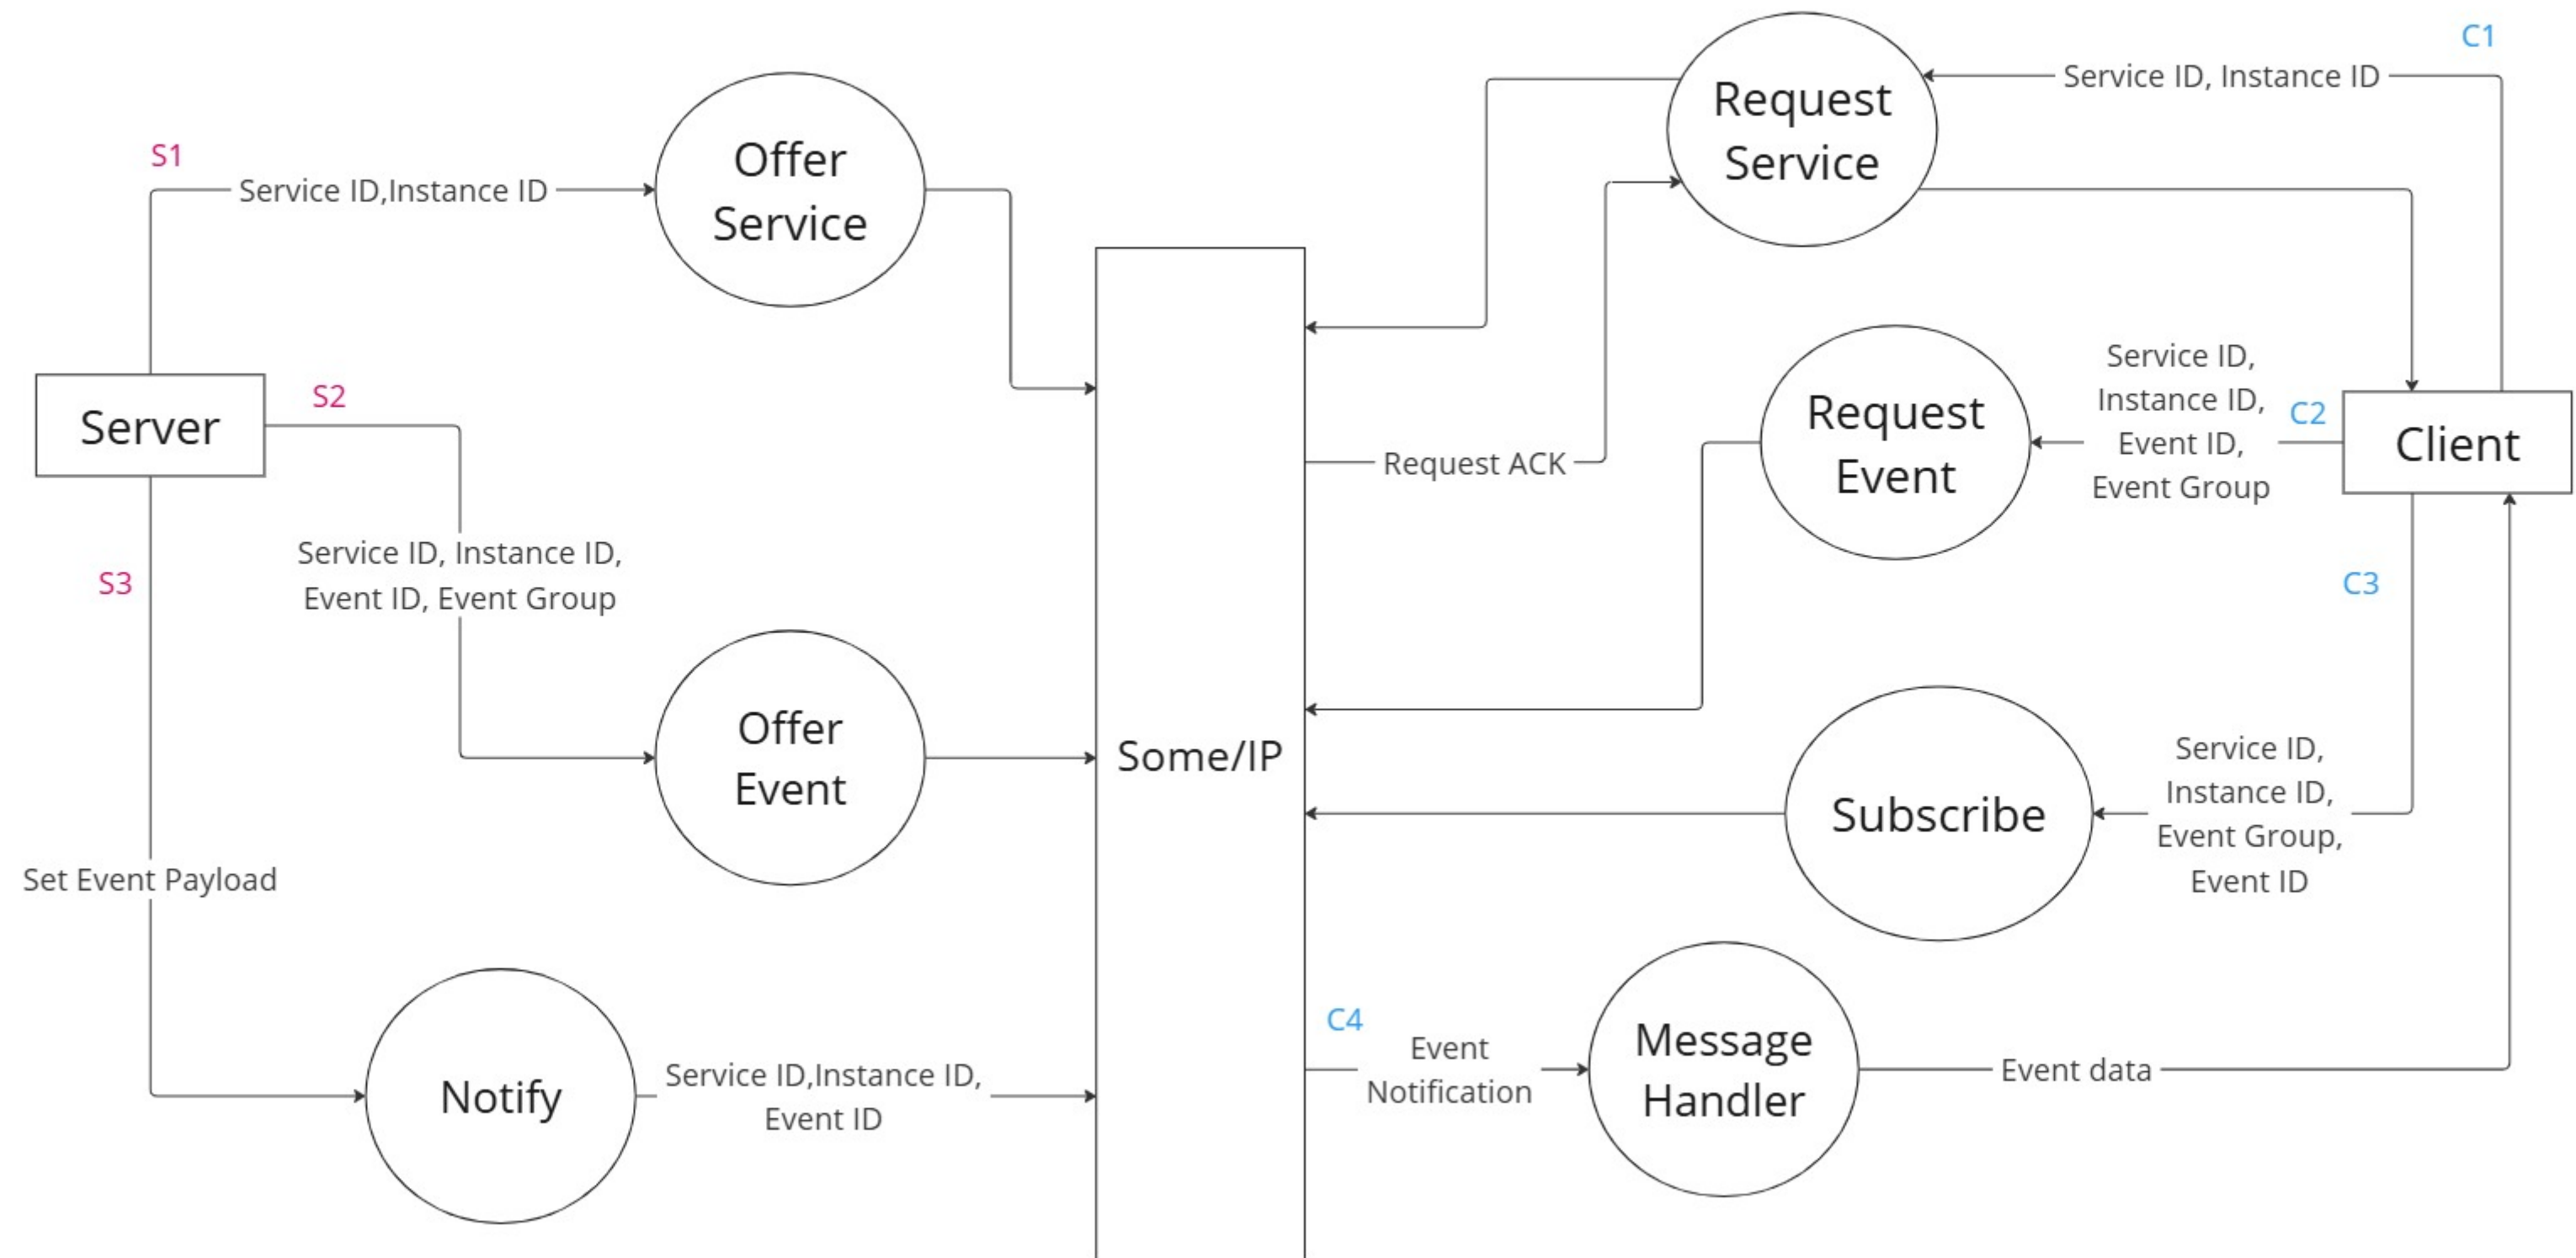 C1
Service ID, Instance ID
Request
Service
S1
Service ID,Instance ID
Offer
Service
Server
S2
Service ID, Instance ID,
Event ID, Event Group
S3
Set Event Payload
Offer
Event
Notify
Service ID,Instance ID,
Event ID
Some/IP
Request ACK
Request
Event
Service ID,
Instance ID,
Event ID,
Event Group
C2
Client
C3
Subscribe
Service ID,
Instance ID,
Event Group,
Event ID
C4
Event
Notification
Message
Handler
Event data